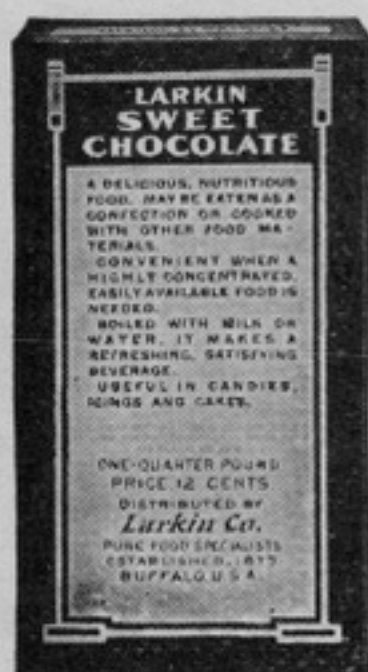 LARKIN
SWEET
CHOCOLATE
A DELICIOUS, NUTRITIOUS
FOOD. MAY BE EATEN AS A
CONFECTION OR COOKED
WITH OTHER FOOD MA-
TERIALS.
CONVENIENT WHEN A
HIGHLY CONCENTRATED,
EASILY AVAILABLE FOOD IS
NEEDED.
BOILED WITH MILK OR
WATER, IT MAKES A
REFRESHING, SATISFYING
BEVERAGE.
USEFUL IN CANDIES,
ICINGS AND CAKES.
ONE-QUARTER POUND
PRICE 12 CENTS
DISTRIBUTED BY
Larkin Co.
PURE FOOD SPECIALISTS
ESTABLISHED, 1875
BUFFALO, U.S.A.